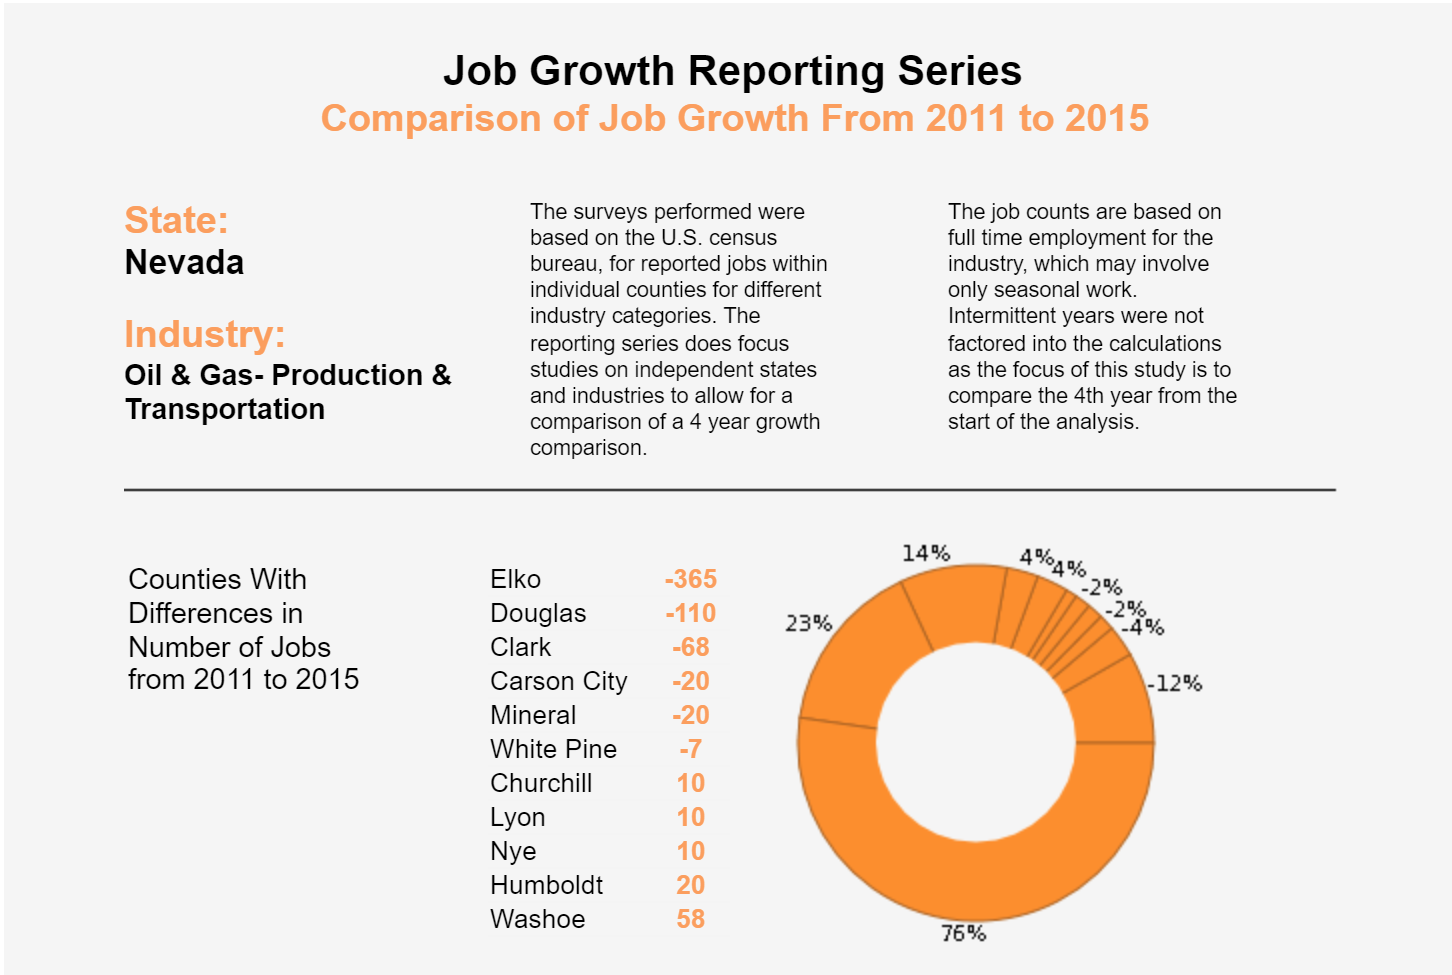 Job Growth Reporting Series
Comparison of Job Growth From 2011 to 2015
State:
Nevada
Industry:
Oil & Gas- Production &
Transportation
The surveys performed were
based on the U.S. census
bureau, for reported jobs within
individual counties for different
industry categories. The
reporting series does focus
studies on independent states
and industries to allow for a
comparison of a 4 year growth
comparison.
The job counts are based on
full time employment for the
industry, which may involve
only seasonal work.
Intermittent years were not
factored into the calculations
as the focus of this study is to
compare the 4th year from the
start of the analysis.
Counties With
Differences in
Number of Jobs
from 2011 to 2015
Elko -365
Douglas -110
Clark -68
Carson City -20
Mineral -20
White Pine -7
Churchill 10
Lyon 10
Nye 10
Humboldt 20
Washoe 58
14%
4%
4%
-2%
-2%
-4%
23%
-12%
76%